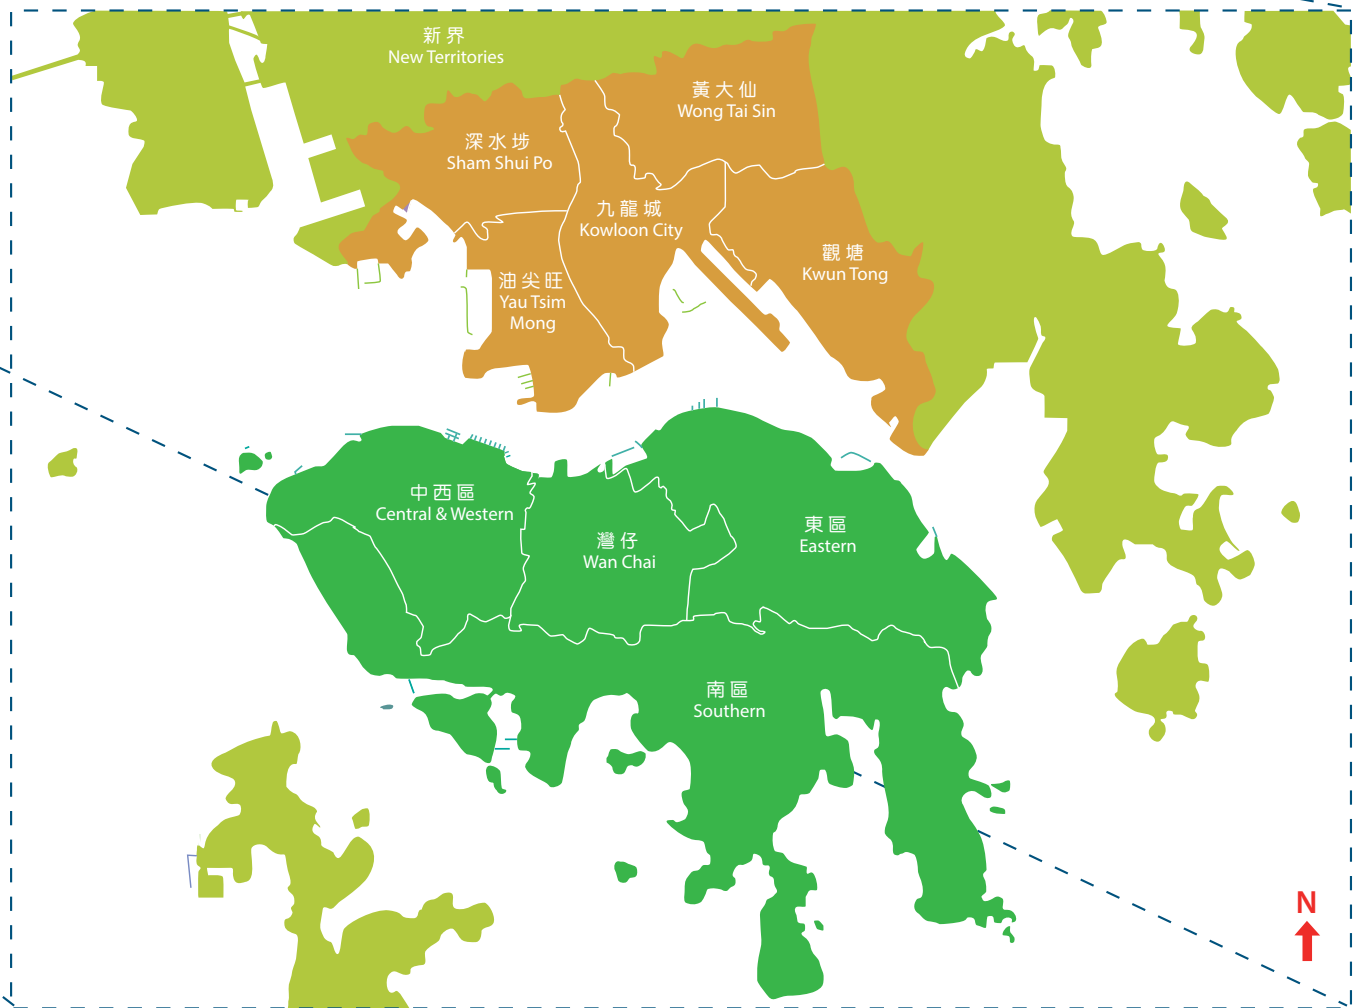 新界
New Territories
黃大仙
Wong Tai Sin
深水埗
Sham Shui Po
九龍城
Kowloon City
觀塘
Kwun Tong
油尖旺
Yau Tsim
Mong
中西區
Central & Western
灣仔
Wan Chai
東區
Eastern
南區
Southern
N